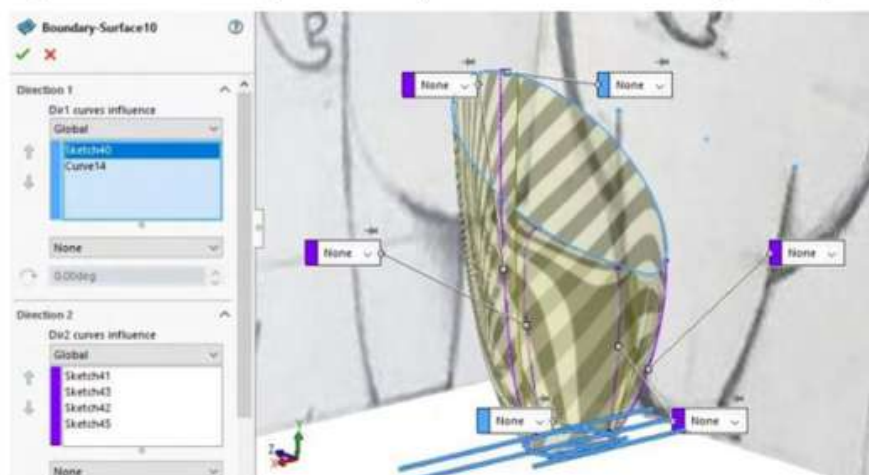 Boundary-Surface10
Direction 1
Dir1 curves influence
Global
Sketch40
Curve14
None
0.00deg
Direction 2
Dir2 curves influence
Global
Sketch41
Sketch43
Sketch42
Sketch45
None
None
None
None
None
None
None
Y
Z
X